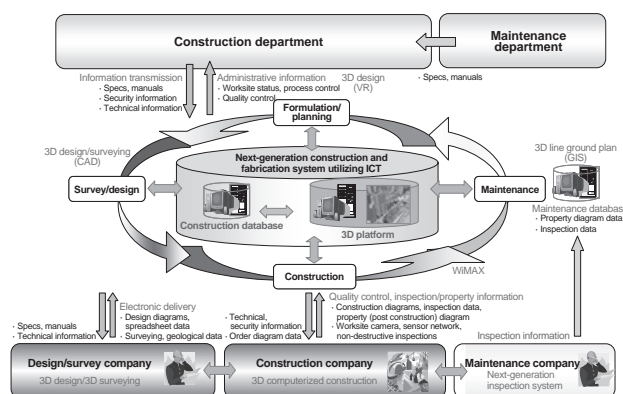 Construction department
Maintenance
department
Information transmission
· Specs, manuals
· Security information
· Technical information
Administrative information
· Worksite status, process control
· Quality control
3D design
(VR)
· Specs, manuals
Formulation/
planning
3D design/surveying
(CAD)
3D line ground plan
(GIS)
Next-generation construction and
fabrication system utilizing ICT
Survey/design
Maintenance
Construction database
3D platform
Maintenance database
· Property diagram data
· Inspection data
Construction
WiMAX
Electronic delivery
· Design diagrams,
spreadsheet data
· Surveying, geological data
· Specs, manuals
· Technical information
· Technical,
security information
· Order diagram data
Quality control, inspection/property information
· Construction diagrams, inspection data,
property (post construction) diagram
· Worksite camera, sensor network,
non-destructive inspections
Inspection information
Design/survey company
3D design/3D surveying
Construction company
3D computerized construction
Maintenance company
Next-generation
inspection system